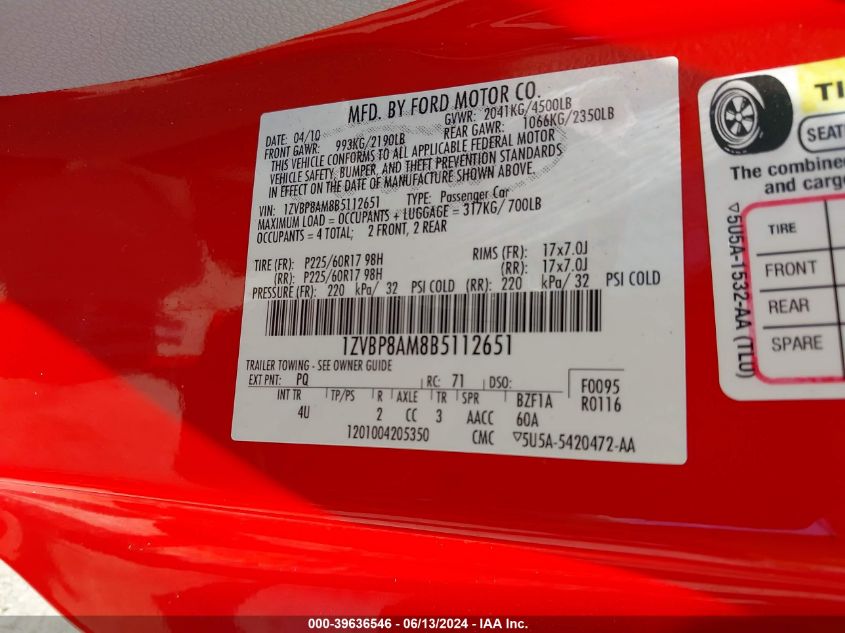 MFD. BY FORD MOTOR CO.
DATE: 04/10 GVWR: 2041KG/4500LB
FRONT GAWR: 993KG/2190LB REAR GAWR: 1066KG/2350LB
THIS VEHICLE CONFORMS TO ALL APPLICABLE FEDERAL MOTOR
VEHICLE SAFETY, BUMPER, AND THEFT PREVENTION STANDARDS
IN EFFECT ON THE DATE OF MANUFACTURE SHOWN ABOVE.
VIN: 1ZVBP8AM8B5112651 TYPE: Passenger Car
MAXIMUM LOAD = OCCUPANTS + LUGGAGE = 317KG/700LB
OCCUPANTS = 4 TOTAL; 2 FRONT, 2 REAR
TIRE (FR): P225/60R17 98H RIMS (FR): 17x7.0J
(RR): P225/60R17 98H (RR): 17x7.0J
PRESSURE (FR): 220 kPa/ 32 PSI COLD (RR): 220 kPa/ 32 PSI COLD
1ZVBP8AM8B5112651
TRAILER TOWING - SEE OWNER GUIDE
EXT PNT: PQ RC: 71 DSO: F0095
INT TR TP/PS R AXLE TR SPR BZF1A R0116
4U 2 CC 3 AACC 60A
1201004205350 CMC ▽5U5A-5420472-AA
TI
SEATI
The combined
and cargo
▽5U5A-1532-AA (TL0)
TIRE
FRONT
REAR
SPARE
000-39636546 - 06/13/2024 - IAA Inc.